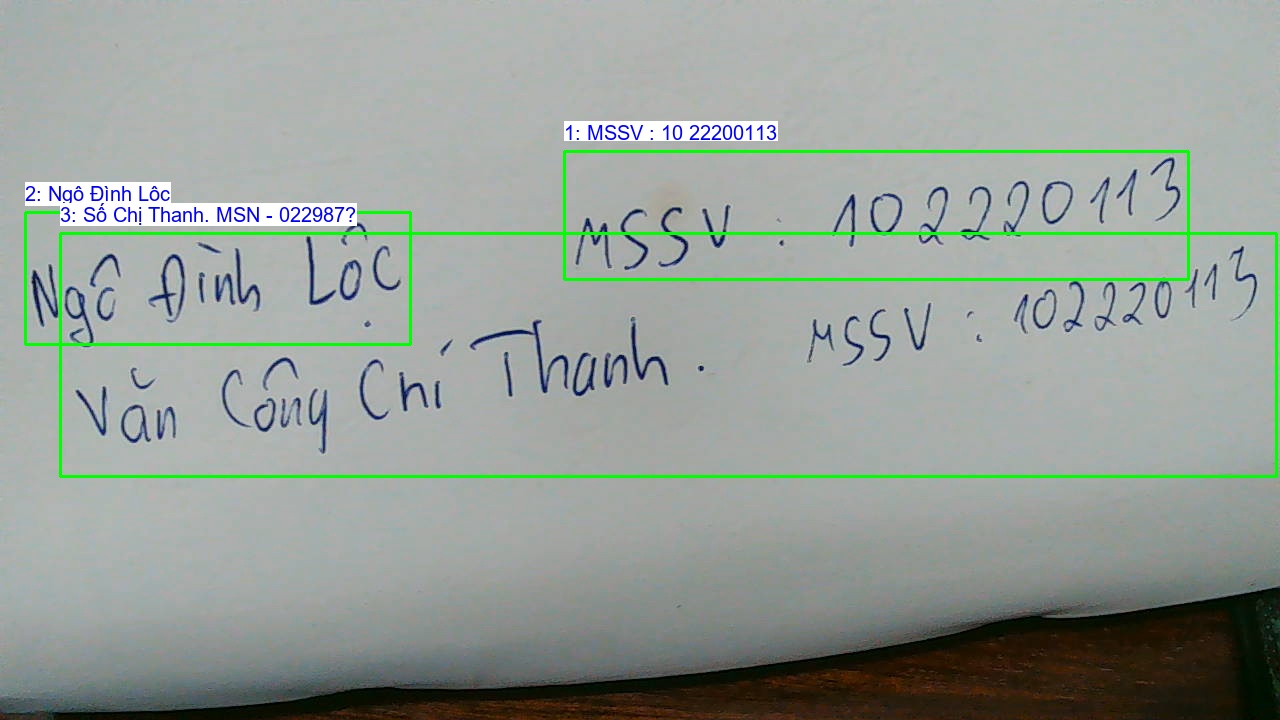 1: MSSV : 10 22200113
2: Ngô Đình Lôc
3: Số Chị Thanh. MSN - 022987?
Ngô Đình Lộc MSSV : 102220113
Văn Công Chí Thanh. MSSV : 102220113